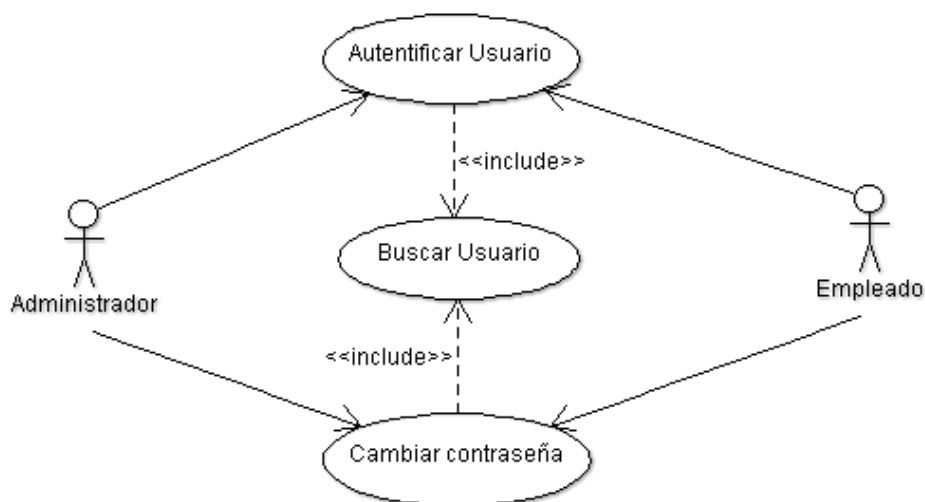 Autentificar Usuario
<<include>>
Buscar Usuario
Administrador
Empleado
<<include>>
Cambiar contraseña